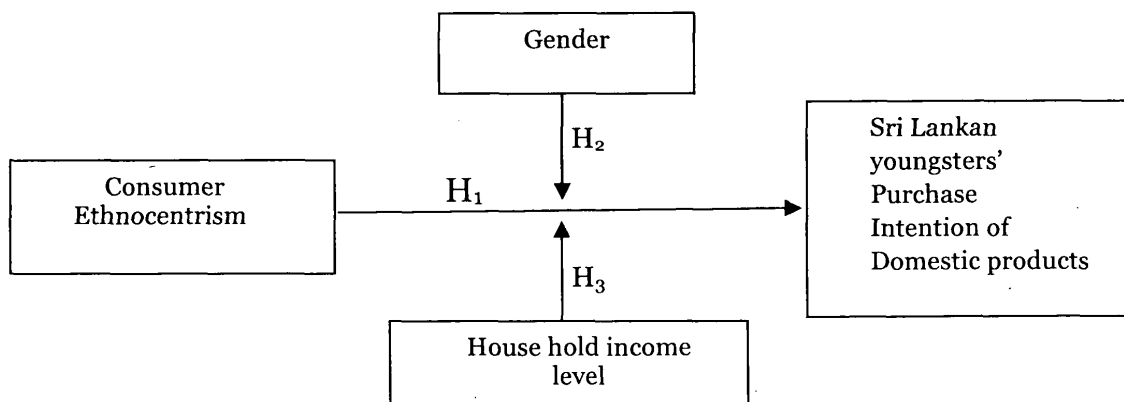 Gender
H₂
Consumer
Ethnocentrism
H₁
Sri Lankan
youngsters'
Purchase
Intention of
Domestic products
H₃
House hold income
level